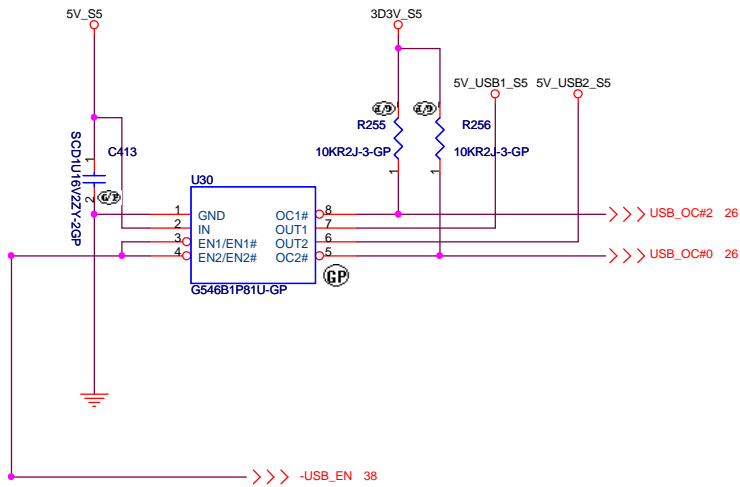 5V_S5
3D3V_S5
5V_USB1_S5 5V_USB2_S5
G/P
G/P
R255
R256
10KR2J-3-GP
10KR2J-3-GP
1
1
SCD1U16V2ZY-2GP
1
C413
2
G/P
U30
1 GND OC1# 8
2 IN OUT1 7
3 EN1/EN1# OUT2 6
4 EN2/EN2# OC2# 5
G546B1P81U-GP
GP
USB_OC#2 26
USB_OC#0 26
-USB_EN 38